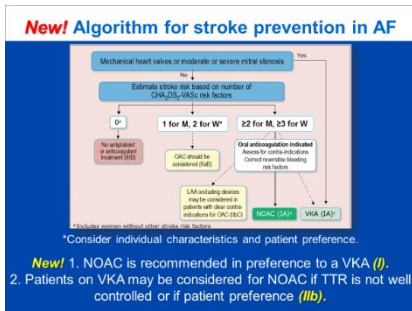 New! Algorithm for stroke prevention in AF
Mechanical heart valves or moderate or severe mitral stenosis
Yes
No
Estimate stroke risk based on number of
CHA₂DS₂-VASc risk factors
0ᵃ
1 for M, 2 for W*
≥2 for M, ≥3 for W
No antiplatelet
or anticoagulant
treatment (IIIB)
OAC should be
considered (IIaB)
Oral anticoagulation indicated
Assess for contra-indications
Correct reversible bleeding
risk factors
LAA occluding devices
may be considered in
patients with clear contra-
indications for OAC (IIbC)
NOAC (IA)
VKA (IA)
*Includes women without other stroke risk factors
*Consider individual characteristics and patient preference.
New! 1. NOAC is recommended in preference to a VKA (I).
2. Patients on VKA may be considered for NOAC if TTR is not well
controlled or if patient preference (IIb).